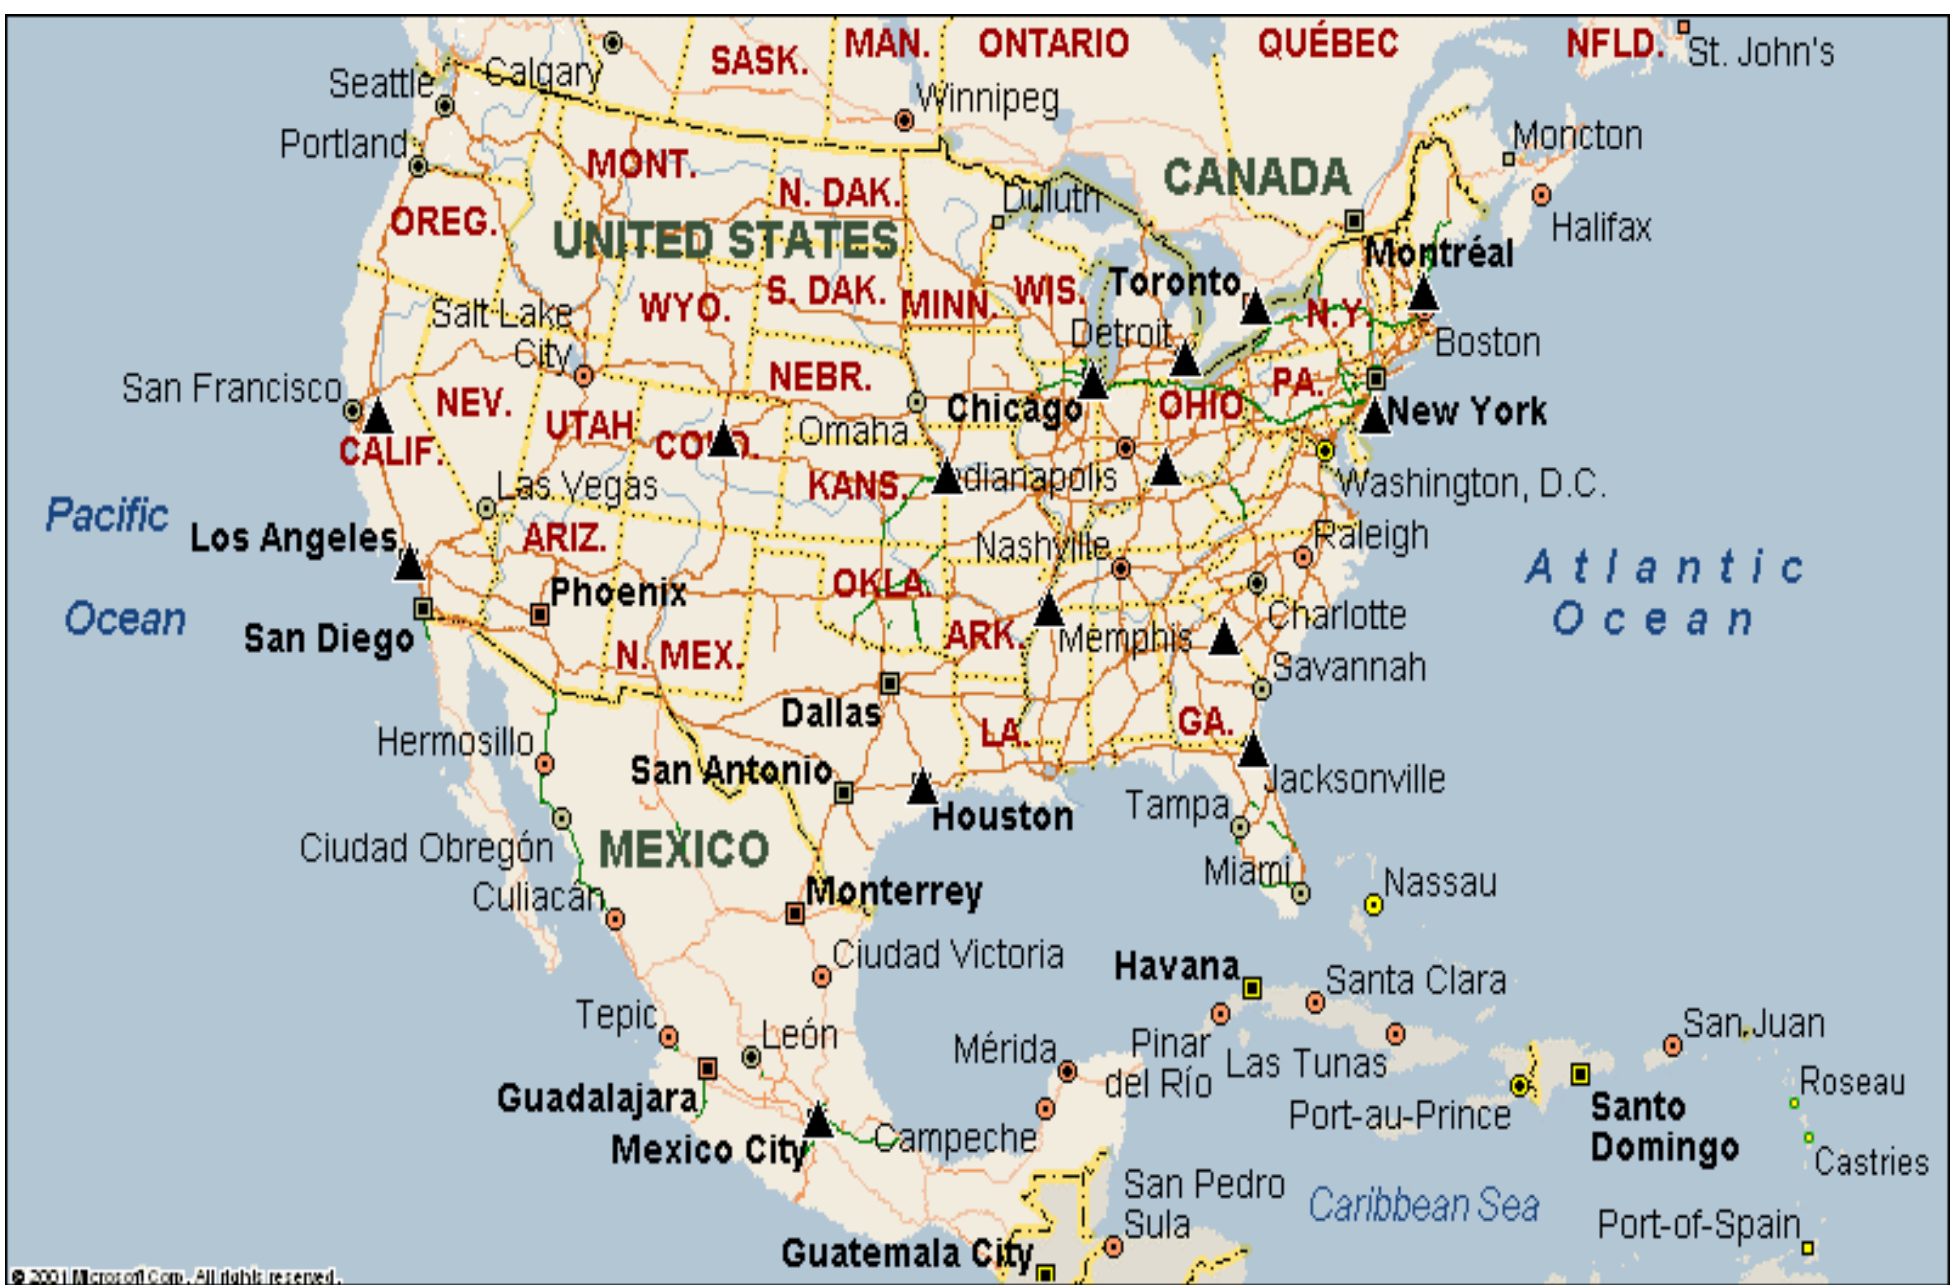 SASK.
MAN.
ONTARIO
QUÉBEC
NFLD.
St. John's
Calgary
Seattle
Winnipeg
Portland
Moncton
MONT.
N. DAK.
CANADA
Duluth
OREG.
Halifax
UNITED STATES
Montréal
Toronto
S. DAK.
WIS.
MINN.
WYO.
N.Y.
Salt Lake
City
Detroit
Boston
NEBR.
PA.
San Francisco
NEV.
Chicago
OHIO
New York
UTAH
Omaha
CALIF.
KANS.
Indianapolis
Washington, D.C.
Las Vegas
Pacific
Ocean
Los Angeles
ARIZ.
Nashville
Raleigh
Atlantic
Ocean
OKLA.
Phoenix
Charlotte
San Diego
ARK.
Memphis
N. MEX.
Savannah
Dallas
LA.
GA.
Hermosillo
San Antonio
Jacksonville
Tampa
Houston
Ciudad Obregón
MEXICO
Miami
Nassau
Culiacán
Monterrey
Ciudad Victoria
Havana
Santa Clara
Tepic
León
Mérida
Pinar
del Río
Las Tunas
San Juan
Guadalajara
Roseau
Port-au-Prince
Santo
Domingo
Mexico City
Campeche
Castries
San Pedro
Sula
Caribbean Sea
Port-of-Spain
Guatemala City
© 2001 Microsoft Corp. All rights reserved.